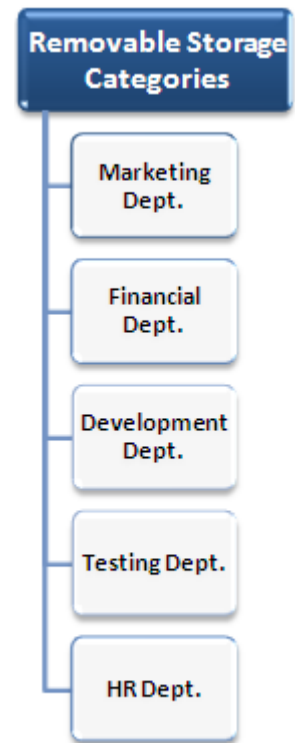 Removable Storage
Categories
Marketing
Dept.
Financial
Dept.
Development
Dept.
Testing Dept.
HR Dept.